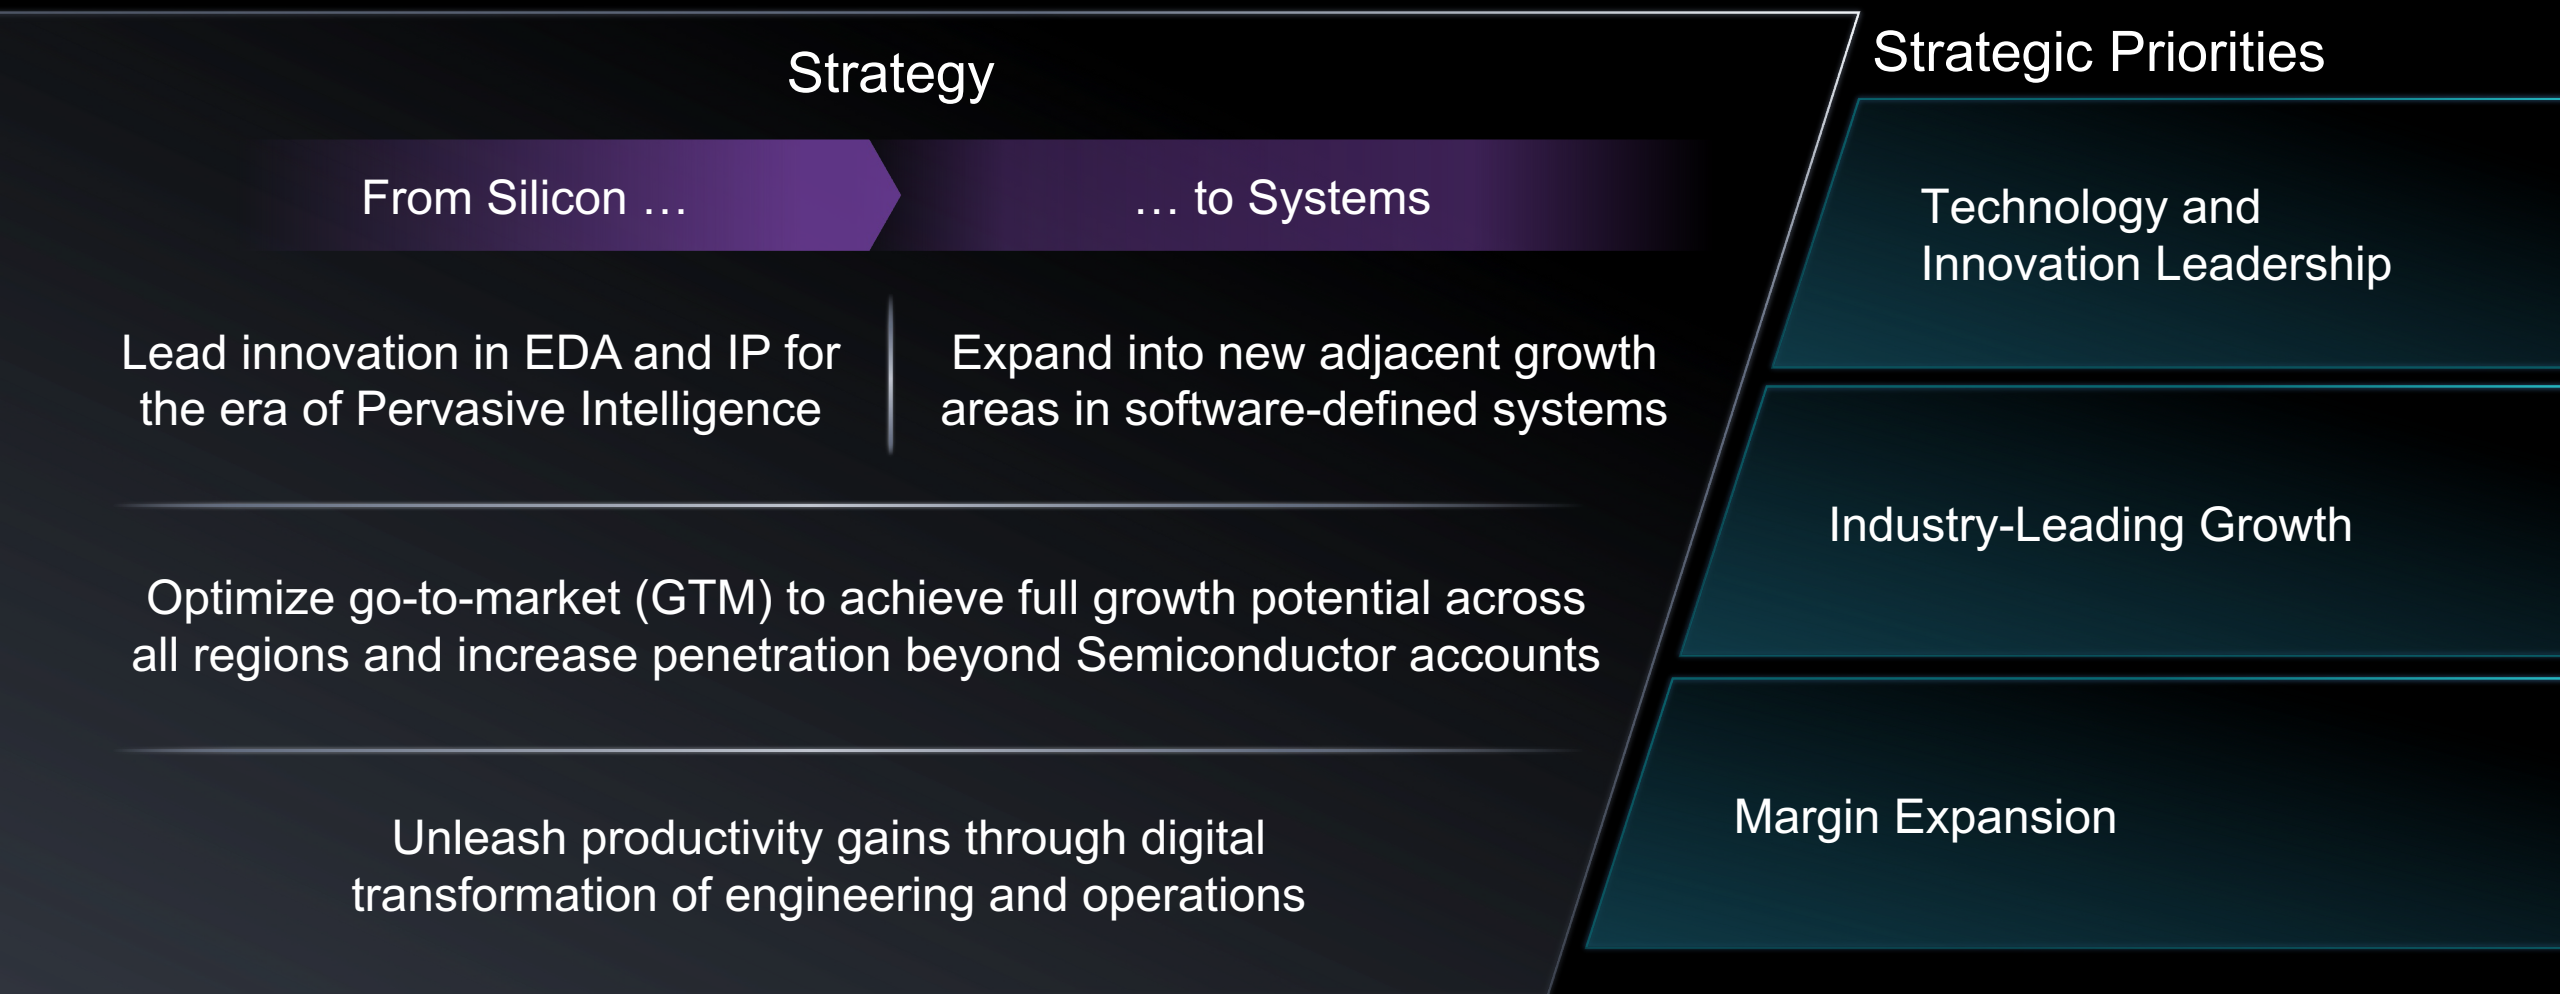 Strategy
From Silicon …
… to Systems
Lead innovation in EDA and IP for
the era of Pervasive Intelligence
Expand into new adjacent growth
areas in software-defined systems
Optimize go-to-market (GTM) to achieve full growth potential across
all regions and increase penetration beyond Semiconductor accounts
Unleash productivity gains through digital
transformation of engineering and operations
Strategic Priorities
Technology and
Innovation Leadership
Industry-Leading Growth
Margin Expansion